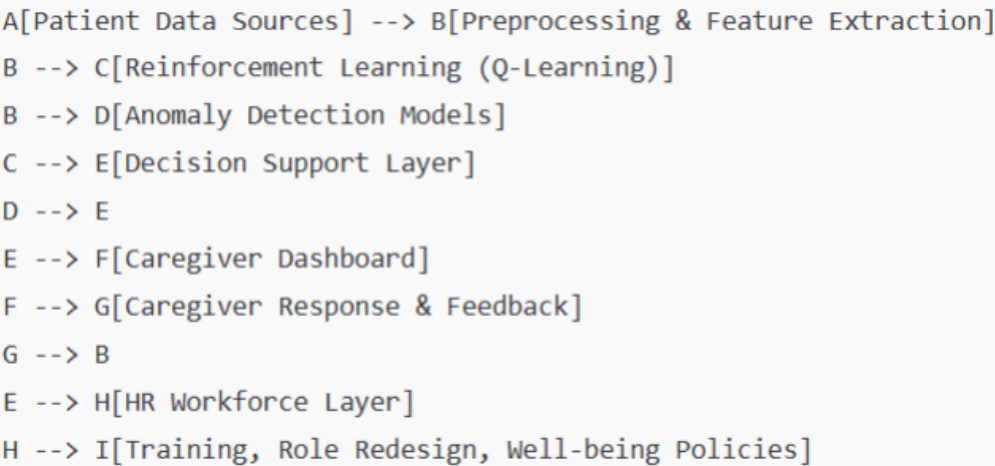 A[Patient Data Sources] --> B[Preprocessing & Feature Extraction]
B --> C[Reinforcement Learning (Q-Learning)]
B --> D[Anomaly Detection Models]
C --> E[Decision Support Layer]
D --> E
E --> F[Caregiver Dashboard]
F --> G[Caregiver Response & Feedback]
G --> B
E --> H[HR Workforce Layer]
H --> I[Training, Role Redesign, Well-being Policies]